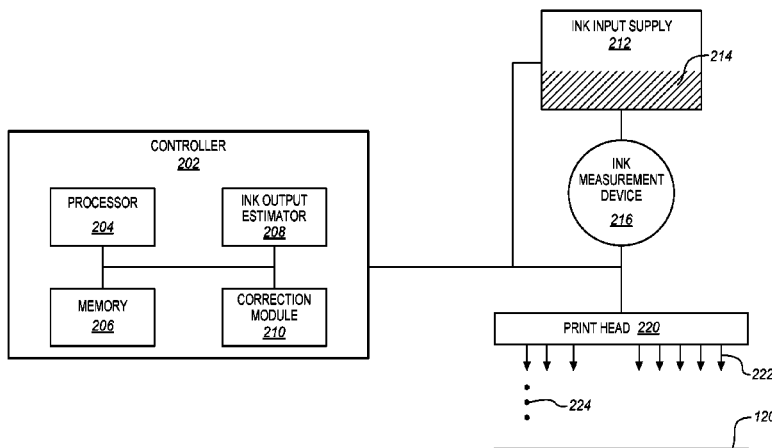 INK INPUT SUPPLY
212
214
CONTROLLER
202
INK
MEASUREMENT
DEVICE
216
PROCESSOR
204
INK OUTPUT
ESTIMATOR
208
MEMORY
206
CORRECTION
MODULE
210
PRINT HEAD 220
222
224
120